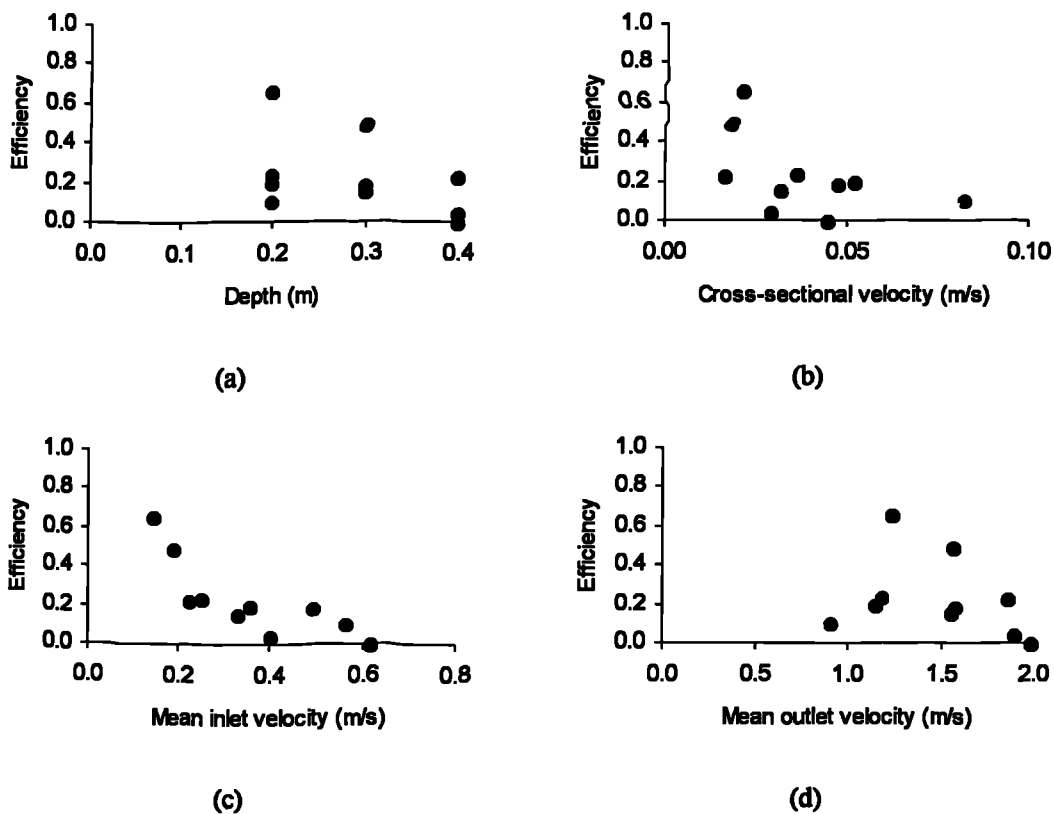 1.0
0.8
0.6
0.4
0.2
0.0
Efficiency
0.0 0.1 0.2 0.3 0.4
Depth (m)
(a)
1.0
0.8
0.6
0.4
0.2
0.0
Efficiency
0.00 0.05 0.10
Cross-sectional velocity (m/s)
(b)
1.0
0.8
0.6
0.4
0.2
0.0
Efficiency
0.0 0.2 0.4 0.6 0.8
Mean inlet velocity (m/s)
(c)
1.0
0.8
0.6
0.4
0.2
0.0
Efficiency
0.0 0.5 1.0 1.5 2.0
Mean outlet velocity (m/s)
(d)